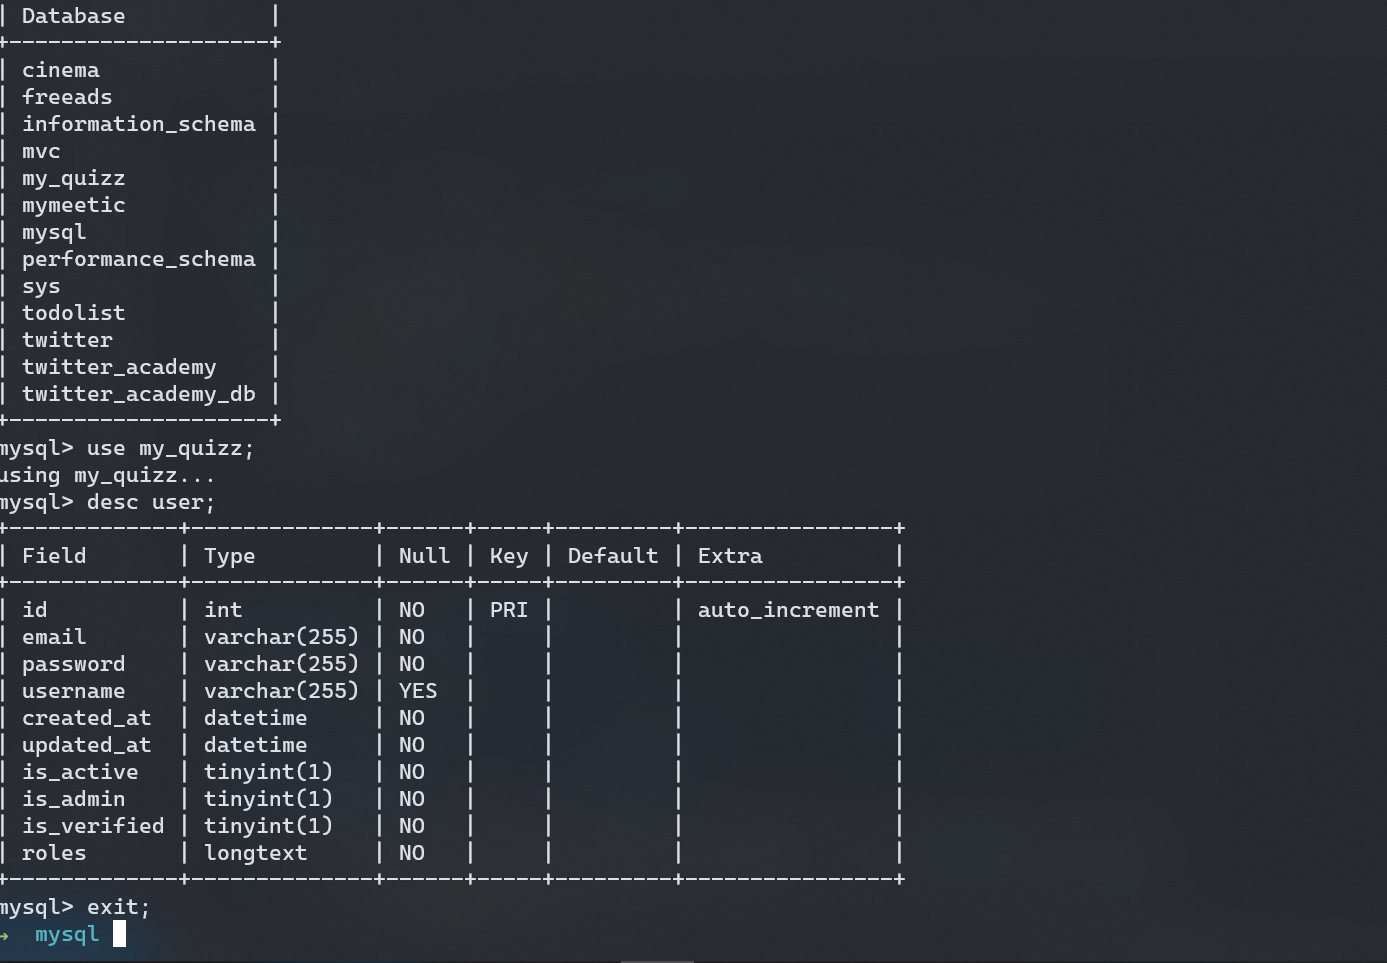 | Database           |
+--------------------+
| cinema             |
| freeads            |
| information_schema |
| mvc                |
| my_quizz           |
| mymeetic           |
| mysql              |
| performance_schema |
| sys                |
| todolist           |
| twitter            |
| twitter_academy    |
| twitter_academy_db |
+--------------------+
mysql> use my_quizz;
using my_quizz...
mysql> desc user;
+-------------+--------------+------+-----+---------+----------------+
| Field       | Type         | Null | Key | Default | Extra          |
+-------------+--------------+------+-----+---------+----------------+
| id          | int          | NO   | PRI |         | auto_increment |
| email       | varchar(255) | NO   |     |         |                |
| password    | varchar(255) | NO   |     |         |                |
| username    | varchar(255) | YES  |     |         |                |
| created_at  | datetime     | NO   |     |         |                |
| updated_at  | datetime     | NO   |     |         |                |
| is_active   | tinyint(1)   | NO   |     |         |                |
| is_admin    | tinyint(1)   | NO   |     |         |                |
| is_verified | tinyint(1)   | NO   |     |         |                |
| roles       | longtext     | NO   |     |         |                |
+-------------+--------------+------+-----+---------+----------------+
mysql> exit;
→  mysql